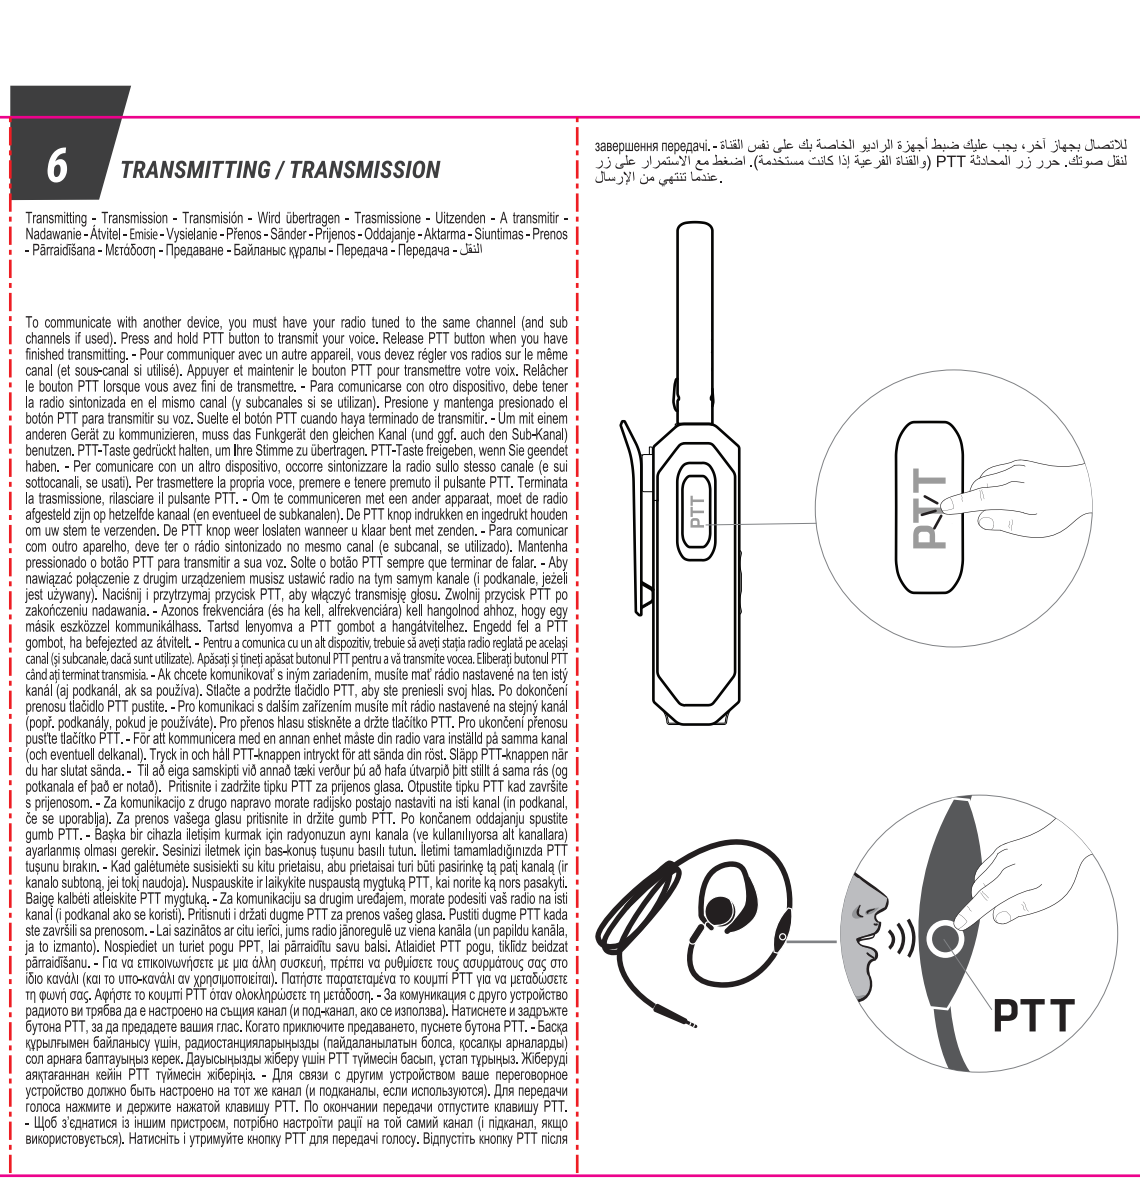 6
TRANSMITTING / TRANSMISSION
Transmitting - Transmission - Transmisión - Wird übertragen - Trasmissione - Uitzenden - A transmitir -
Nadawanie - Átvitel - Emisie - Vysielanie - Přenos - Sänder - Prijenos - Oddajanje - Aktarma - Siuntimas - Prenos
- Pārraidīšana - Μετάδοση - Предаване - Байланыс құралы - Передача - Передача - النقل
To communicate with another device, you must have your radio tuned to the same channel (and sub
channels if used). Press and hold PTT button to transmit your voice. Release PTT button when you have
finished transmitting. - Pour communiquer avec un autre appareil, vous devez régler vos radios sur le même
canal (et sous-canal si utilisé). Appuyer et maintenir le bouton PTT pour transmettre votre voix. Relâcher
le bouton PTT lorsque vous avez fini de transmettre. - Para comunicarse con otro dispositivo, debe tener
la radio sintonizada en el mismo canal (y subcanales si se utilizan). Presione y mantenga presionado el
botón PTT para transmitir su voz. Suelte el botón PTT cuando haya terminado de transmitir. - Um mit einem
anderen Gerät zu kommunizieren, muss das Funkgerät den gleichen Kanal (und ggf. auch den Sub-Kanal)
benutzen. PTT-Taste gedrückt halten, um Ihre Stimme zu übertragen. PTT-Taste freigeben, wenn Sie geendet
haben. - Per comunicare con un altro dispositivo, occorre sintonizzare la radio sullo stesso canale (e sui
sottocanali, se usati). Per trasmettere la propria voce, premere e tenere premuto il pulsante PTT. Terminata
la trasmissione, rilasciare il pulsante PTT. - Om te communiceren met een ander apparaat, moet de radio
afgesteld zijn op hetzelfde kanaal (en eventueel de subkanalen). De PTT knop indrukken en ingedrukt houden
om uw stem te verzenden. De PTT knop weer loslaten wanneer u klaar bent met zenden. - Para comunicar
com outro aparelho, deve ter o rádio sintonizado no mesmo canal (e subcanal, se utilizado). Mantenha
pressionado o botão PTT para transmitir a sua voz. Solte o botão PTT sempre que terminar de falar. - Aby
nawiązać połączenie z drugim urządzeniem musisz ustawić radio na tym samym kanale (i podkanale, jeżeli
jest używany). Naciśnij i przytrzymaj przycisk PTT, aby włączyć transmisję głosu. Zwolnij przycisk PTT po
zakończeniu nadawania. - Azonos frekvenciára (és ha kell, alfrekvenciára) kell hangolnod ahhoz, hogy egy
másik eszközzel kommunikálhass. Tartsd lenyomva a PTT gombot a hangátvitelhez. Engedd fel a PTT
gombot, ha befejezted az átvitelt. - Pentru a comunica cu un alt dispozitiv, trebuie să aveți stația radio reglată pe același
canal (și subcanale, dacă sunt utilizate). Apăsați și țineți apăsat butonul PTT pentru a vă transmite vocea. Eliberați butonul PTT
când ați terminat transmisia. - Ak chcete komunikovať s iným zariadením, musíte mať rádio nastavené na ten istý
kanál (aj podkanál, ak sa používa). Stlačte a podržte tlačidlo PTT, aby ste preniesli svoj hlas. Po dokončení
prenosu tlačidlo PTT pustite. - Pro komunikaci s dalším zařízením musíte mít rádio nastavené na stejný kanál
(popř. podkanály, pokud je používáte). Pro přenos hlasu stiskněte a držte tlačítko PTT. Pro ukončení přenosu
pusťte tlačítko PTT. - För att kommunicera med en annan enhet måste din radio vara inställd på samma kanal
(och eventuell delkanal). Tryck in och håll PTT-knappen intryckt för att sända din röst. Släpp PTT-knappen när
du har slutat sända. - Til að eiga samskipti við annað tæki verður þú að hafa útvarpið þitt stillt á sama rás (og
potkanala ef það er notað). Pritisnite i zadržite tipku PTT za prijenos glasa. Otpustite tipku PTT kad završite
s prijenosom. - Za komunikacijo z drugo napravo morate radijsko postajo nastaviti na isti kanal (in podkanal,
če se uporablja). Za prenos vašega glasu pritisnite in držite gumb PTT. Po končanem oddajanju spustite
gumb PTT. - Başka bir cihazla iletişim kurmak için radyonuzun aynı kanala (ve kullanılıyorsa alt kanallara)
ayarlanmış olması gerekir. Sesinizi iletmek için bas-konuş tuşunu basılı tutun. İletimi tamamladığınızda PTT
tuşunu bırakın. - Kad galėtumėte susisiekti su kitu prietaisu, abu prietaisai turi būti pasirinkę tą patį kanalą (ir
kanalo subtoną, jei tokį naudoja). Nuspauskite ir laikykite nuspaustą mygtuką PTT, kai norite ką nors pasakyti.
Baigę kalbėti atleiskite PTT mygtuką. - Za komunikaciju sa drugim uređajem, morate podesiti vaš radio na isti
kanal (i podkanal ako se koristi). Pritisnuti i držati dugme PTT za prenos vašeg glasa. Pustiti dugme PTT kada
ste završili sa prenosom. - Lai sazinātos ar citu ierīci, jums radio jānoregulē uz viena kanāla (un papildu kanāla,
ja to izmanto). Nospiediet un turiet pogu PPT, lai pārraidītu savu balsi. Atlaidiet PTT pogu, tiklīdz beidzat
pārraidīšanu. - Για να επικοινωνήσετε με μια άλλη συσκευή, πρέπει να ρυθμίσετε τους ασυρμάτους σας στο
ίδιο κανάλι (και το υπο-κανάλι αν χρησιμοποιείται). Πατήστε παρατεταμένα το κουμπί PTT για να μεταδώσετε
τη φωνή σας. Αφήστε το κουμπί PTT όταν ολοκληρώσετε τη μετάδοση. - За комуникация с друго устройство
радиото ви трябва да е настроено на същия канал (и под-канал, ако се използва). Натиснете и задръжте
бутона PTT, за да предадете вашия глас. Когато приключите предаването, пуснете бутона PTT. - Басқа
құрылғымен байланысу үшін, радиостанцияларыңызды (пайдаланылатын болса, қосалқы арналарды)
сол арнаға баптауыңыз керек. Дауысыңызды жіберу үшін PTT түймесін басып, ұстап тұрыңыз. Жіберуді
аяқтағаннан кейін PTT түймесін жіберіңіз. - Для связи с другим устройством ваше переговорное
устройство должно быть настроено на тот же канал (и подканалы, если используются). Для передачи
голоса нажмите и держите нажатой клавишу PTT. По окончании передачи отпустите клавишу PTT.
- Щоб з'єднатися із іншим пристроєм, потрібно настроїти рації на той самий канал (і підканал, якщо
використовується). Натисніть і утримуйте кнопку PTT для передачі голосу. Відпустіть кнопку PTT після
завершення передачі. - للاتصال بجهاز آخر، يجب عليك ضبط أجهزة الراديو الخاصة بك على نفس القناة
لنقل صوتك. حرر زر المحادثة PTT (والقناة الفرعية إذا كانت مستخدمة). اضغط مع الاستمرار على زر
عندما تنتهي من الإرسال.
PTT
PTT
PTT